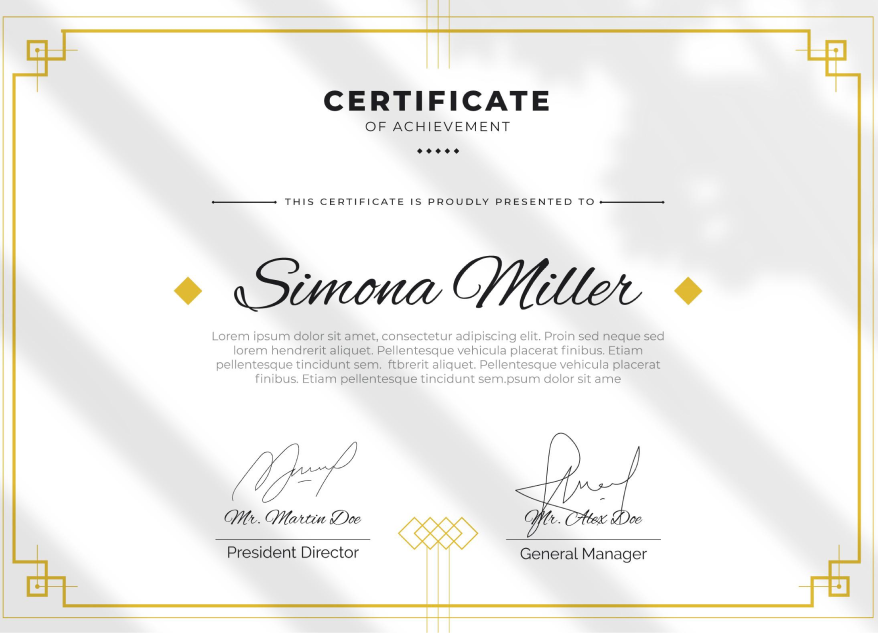 CERTIFICATE
OF ACHIEVEMENT
THIS CERTIFICATE IS PROUDLY PRESENTED TO
Simona Miller
Lorem ipsum dolor sit amet, consectetur adipiscing elit. Proin sed neque sed
lorem hendrerit aliquet. Pellentesque vehicula placerat finibus. Etiam
pellentesque tincidunt sem. ftbrerit aliquet. Pellentesque vehicula placerat
finibus. Etiam pellentesque tincidunt sem.psum dolor sit ame
Mr. Martin Doe
President Director
Mr. Alex Doe
General Manager